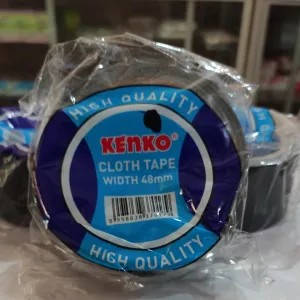 HIGH QUALITY
KENKO®
CLOTH TAPE
WIDTH 48mm
HIGH QUALITY